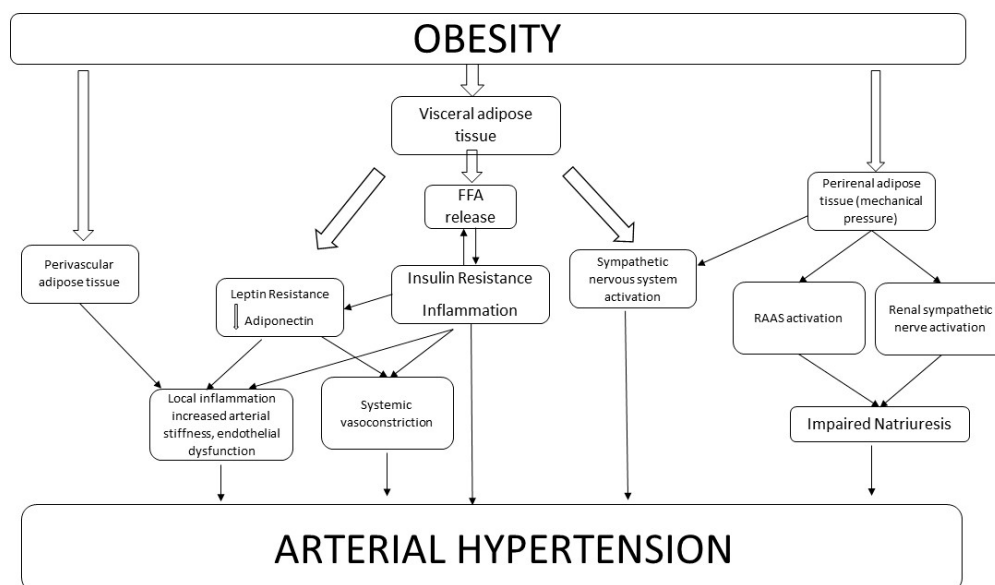 OBESITY
Visceral adipose
tissue
FFA
release
Perirenal adipose
tissue (mechanical
pressure)
Perivascular
adipose tissue
Leptin Resistance
Adiponectin
Insulin Resistance
Inflammation
Sympathetic
nervous system
activation
RAAS activation
Renal sympathetic
nerve activation
Local inflammation
increased arterial
stiffness, endothelial
dysfunction
Systemic
vasoconstriction
Impaired Natriuresis
ARTERIAL HYPERTENSION